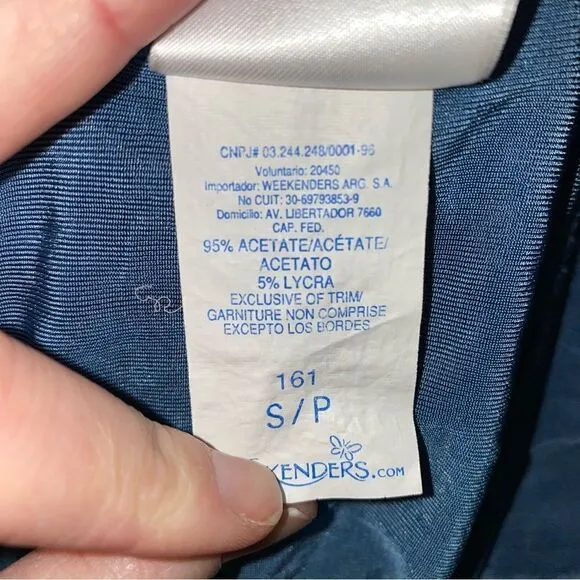 CNPJ# 03.244.248/0001-96
Voluntario: 20450
Importador: WEEKENDERS ARG. S.A.
No CUIT: 30-69793853-9
Domicilio: AV. LIBERTADOR 7660
CAP. FED.
95% ACETATE/ACÉTATE/
ACETATO
5% LYCRA
EXCLUSIVE OF TRIM/
GARNITURE NON COMPRISE
EXCEPTO LOS BORDES
161
S/P
KENDERS.COM